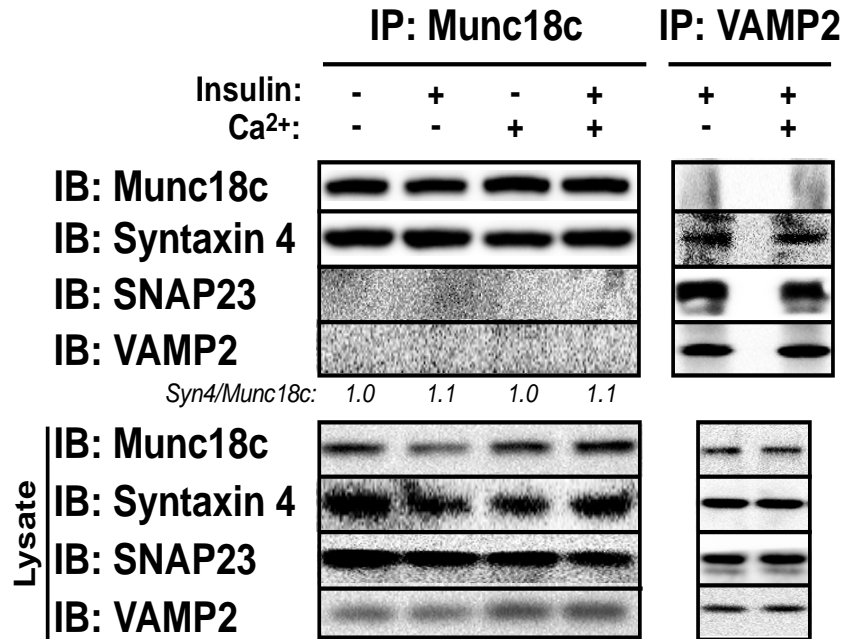 IP: Munc18c IP: VAMP2
Insulin: - + - + + +
Ca²⁺: - - + + - +
IB: Munc18c
IB: Syntaxin 4
IB: SNAP23
IB: VAMP2
Syn4/Munc18c: 1.0 1.1 1.0 1.1
Lysate
IB: Munc18c
IB: Syntaxin 4
IB: SNAP23
IB: VAMP2